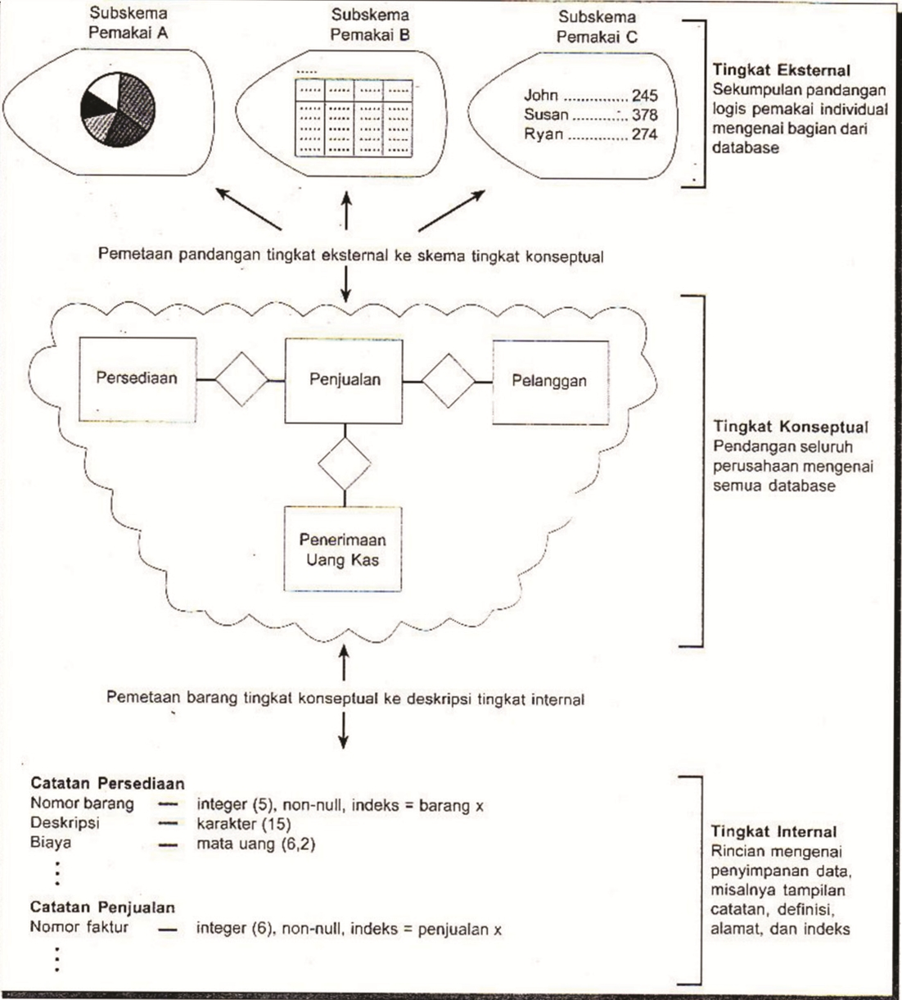 Subskema
Pemakai A
Subskema
Pemakai B
Subskema
Pemakai C
John .............. 245
Susan .............. 378
Ryan .............. 274
Tingkat Eksternal
Sekumpulan pandangan
logis pemakai individual
mengenai bagian dari
database
Pemetaan pandangan tingkat eksternal ke skema tingkat konseptual
Persediaan
Penjualan
Pelanggan
Penerimaan
Uang Kas
Tingkat Konseptual
Pendangan seluruh
perusahaan mengenai
semua database
Pemetaan barang tingkat konseptual ke deskripsi tingkat internal
Catatan Persediaan
Nomor barang — integer (5), non-null, indeks = barang x
Deskripsi — karakter (15)
Biaya — mata uang (6,2)
Catatan Penjualan
Nomor faktur — integer (6), non-null, indeks = penjualan x
Tingkat Internal
Rincian mengenai
penyimpanan data,
misalnya tampilan
catatan, definisi,
alamat, dan indeks